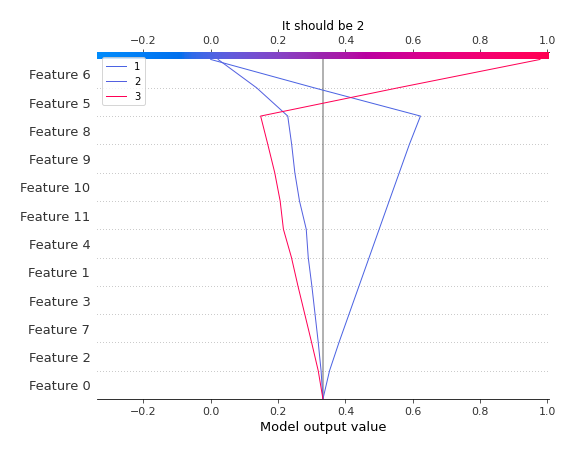 It should be 2
−0.2 0.0 0.2 0.4 0.6 0.8 1.0
1
2
3
Feature 6
Feature 5
Feature 8
Feature 9
Feature 10
Feature 11
Feature 4
Feature 1
Feature 3
Feature 7
Feature 2
Feature 0
−0.2 0.0 0.2 0.4 0.6 0.8 1.0
Model output value